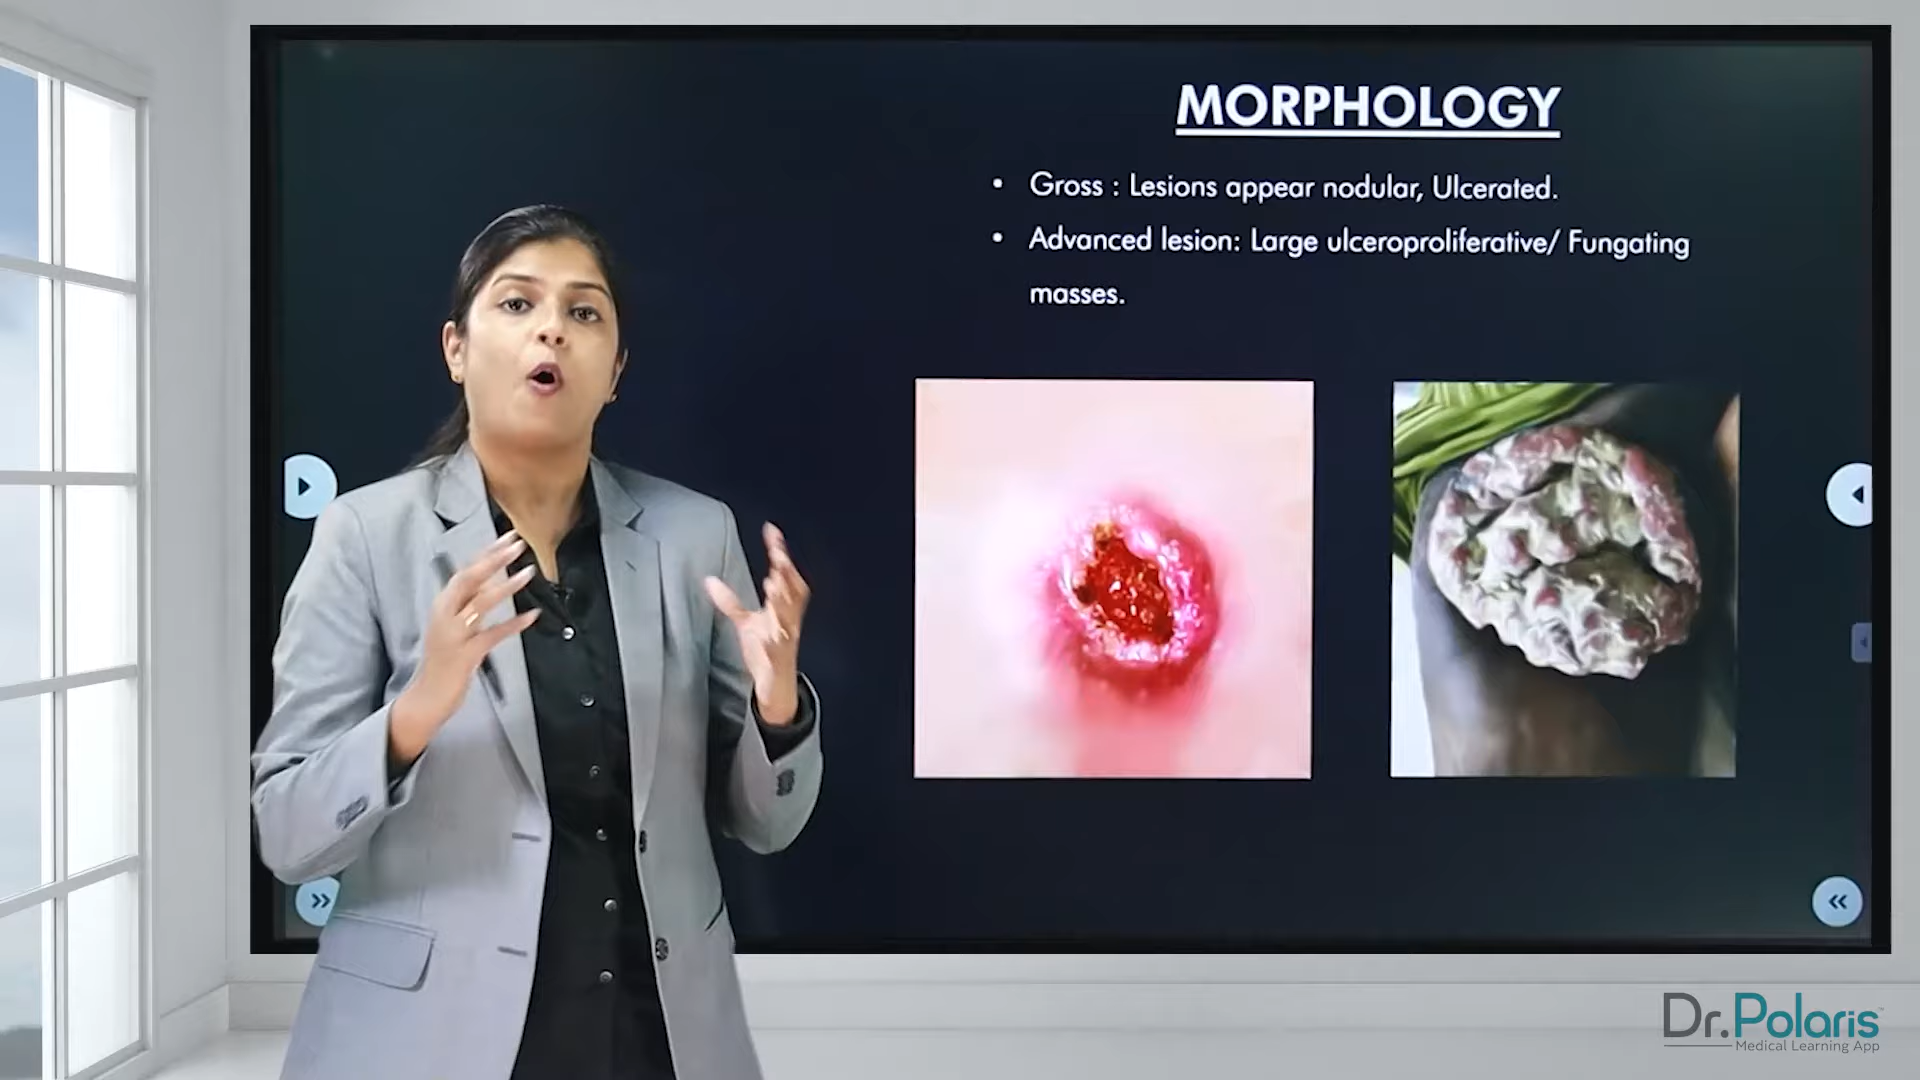 MORPHOLOGY
• Gross : Lesions appear nodular, Ulcerated.
• Advanced lesion: Large ulceroproliferative/ Fungating
masses.
Dr.Polaris
Medical Learning App